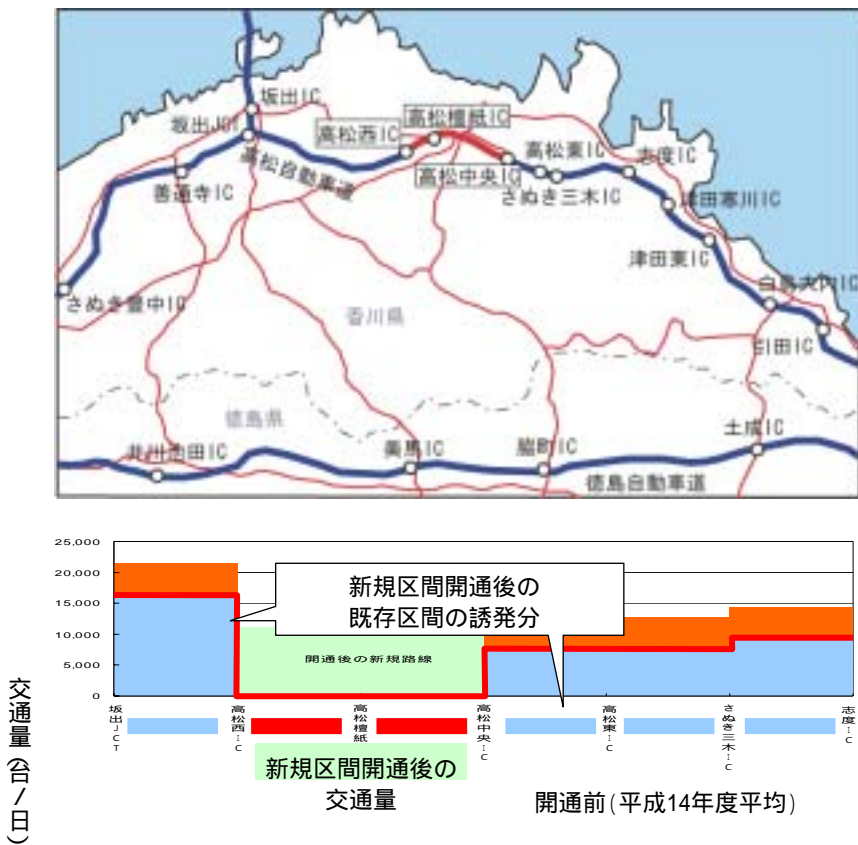 坂出IC
坂出JCT
高松西IC
高松檀紙IC
高松中央IC
高松東IC
さぬき三木IC
志度IC
津田寒川IC
津田東IC
白鳥大内IC
引田IC
高松自動車道
善通寺IC
さぬき豊中IC
香川県
徳島県
井川池田IC
美馬IC
脇町IC
土成IC
徳島自動車道
25,000
20,000
15,000
10,000
5,000
0
新規区間開通後の
既存区間の誘発分
開通後の新規路線
交通量(台/日)
坂出JCT
高松西IC
高松檀紙
高松中央IC
高松東IC
さぬき三木IC
志度IC
新規区間開通後の
交通量
開通前(平成14年度平均)